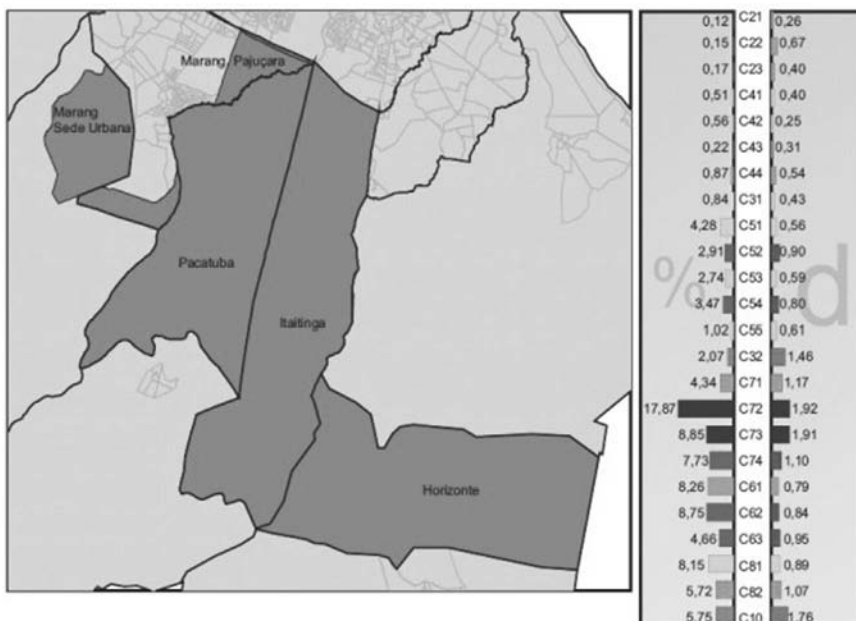 Marang. Pajuçara
Marang
Sede Urbana
Pacatuba
Itaitinga
Horizonte
% d
0,12 C21 0,26
0,15 C22 0,67
0,17 C23 0,40
0,51 C41 0,40
0,56 C42 0,25
0,22 C43 0,31
0,87 C44 0,54
0,84 C31 0,43
4,28 C51 0,56
2,91 C52 0,90
2,74 C53 0,59
3,47 C54 0,80
1,02 C55 0,61
2,07 C32 1,46
4,34 C71 1,17
17,87 C72 1,92
8,85 C73 1,91
7,73 C74 1,10
8,26 C61 0,79
8,75 C62 0,84
4,66 C63 0,95
8,15 C81 0,89
5,72 C82 1,07
5,75 C10 1,76